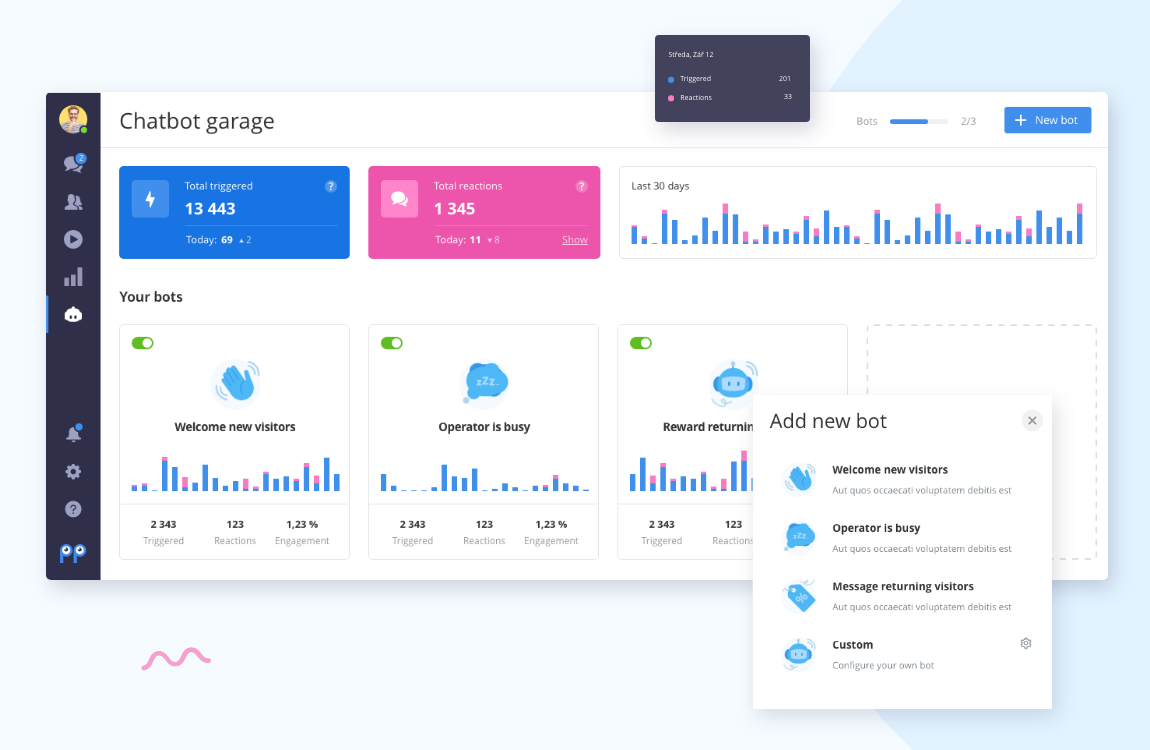 Středa, Zář 12
Triggered 201
Reactions 33
Chatbot garage
Bots 2/3
+ New bot
2
Total triggered ?
13 443
Today: 69 ▲ 2
Total reactions ?
1 345
Today: 11 ▼ 8 Show
Last 30 days
Your bots
Welcome new visitors
2 343 123 1,23 %
Triggered Reactions Engagement
zZz.
Operator is busy
2 343 123 1,23 %
Triggered Reactions Engagement
Reward returnin
2 343 123
Triggered Reactions
?
Add new bot
Welcome new visitors
Aut quos occaecati voluptatem debitis est
zZz.
Operator is busy
Aut quos occaecati voluptatem debitis est
%
Message returning visitors
Aut quos occaecati voluptatem debitis est
Custom
Configure your own bot